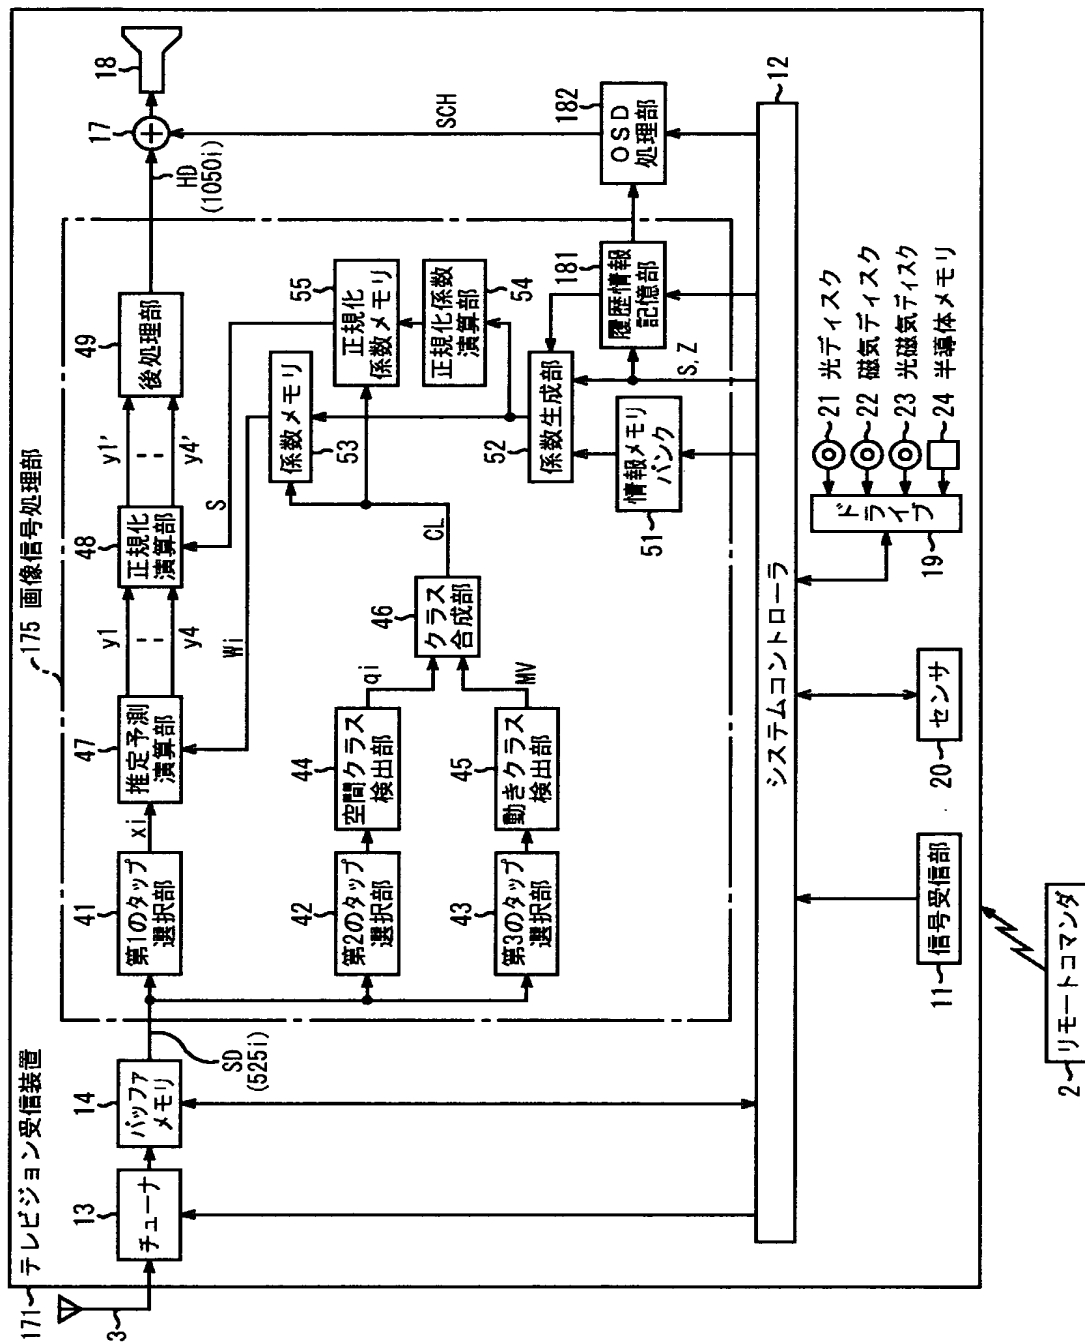 171 テレビジョン受信装置
3
13
チューナ
14
バッファ
メモリ
SD
(525i)
175 画像信号処理部
41
第1のタップ
選択部
xi
47
推定予測
演算部
y1
y4
48
正規化
演算部
y1'
y4'
49
後処理部
HD
(1050i)
17
18
42
第2のタップ
選択部
44
空間クラス
検出部
qi
43
第3のタップ
選択部
45
動きクラス
検出部
MV
46
クラス
合成部
CL
Wi
S
53
係数メモリ
55
正規化
係数メモリ
54
正規化係数
演算部
52
係数生成部
51
情報メモリ
バンク
S, Z
181
履歴情報
記憶部
182
OSD
処理部
SCH
12
システムコントローラ
11
信号受信部
20
センサ
19
ドライブ
21 光ディスク
22 磁気ディスク
23 光磁気ディスク
24 半導体メモリ
2
リモートコマンダ